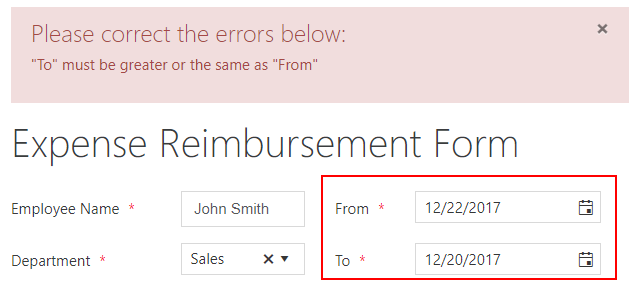 Please correct the errors below:
"To" must be greater or the same as "From"
Expense Reimbursement Form
Employee Name * John Smith From * 12/22/2017
Department * Sales To * 12/20/2017